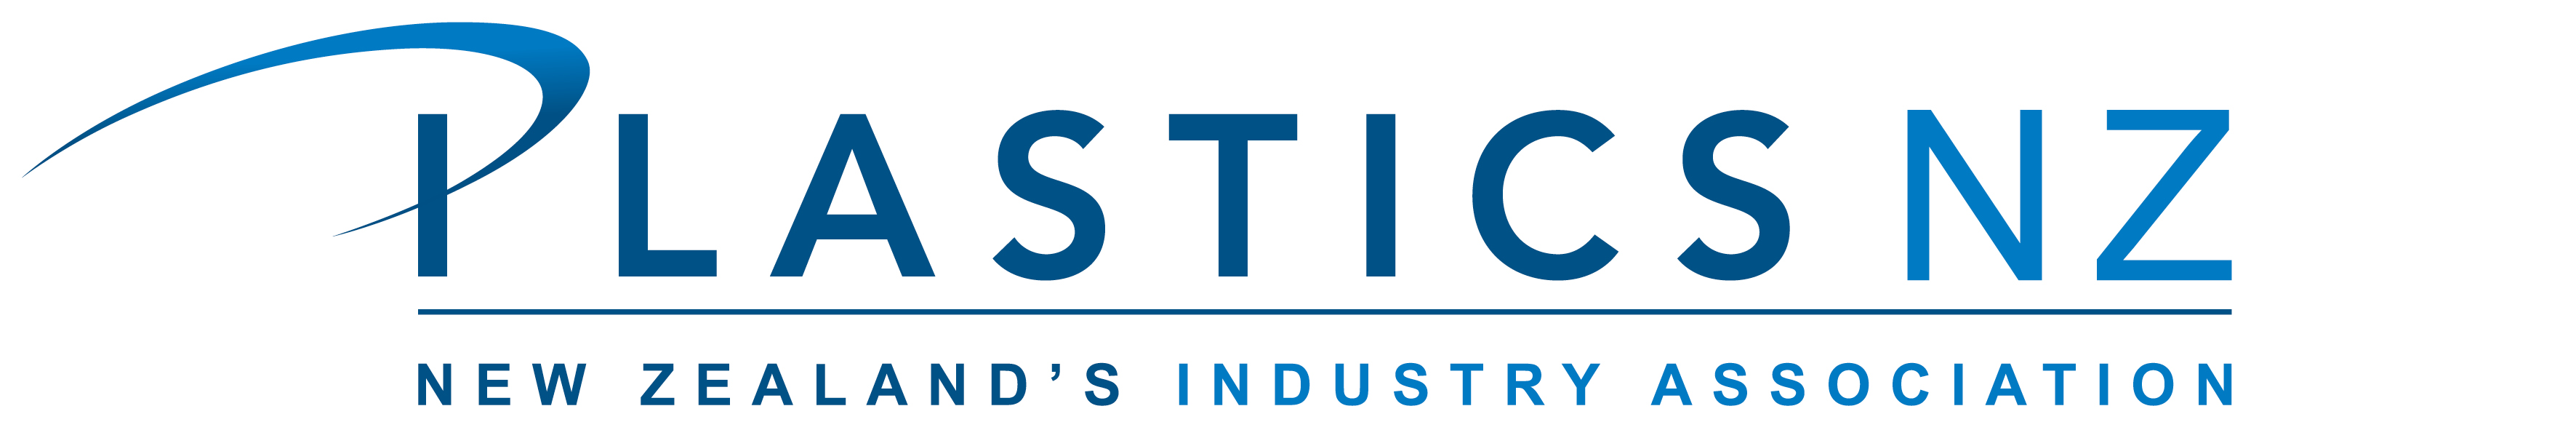 PLASTICS NZ
NEW ZEALAND’S INDUSTRY ASSOCIATION